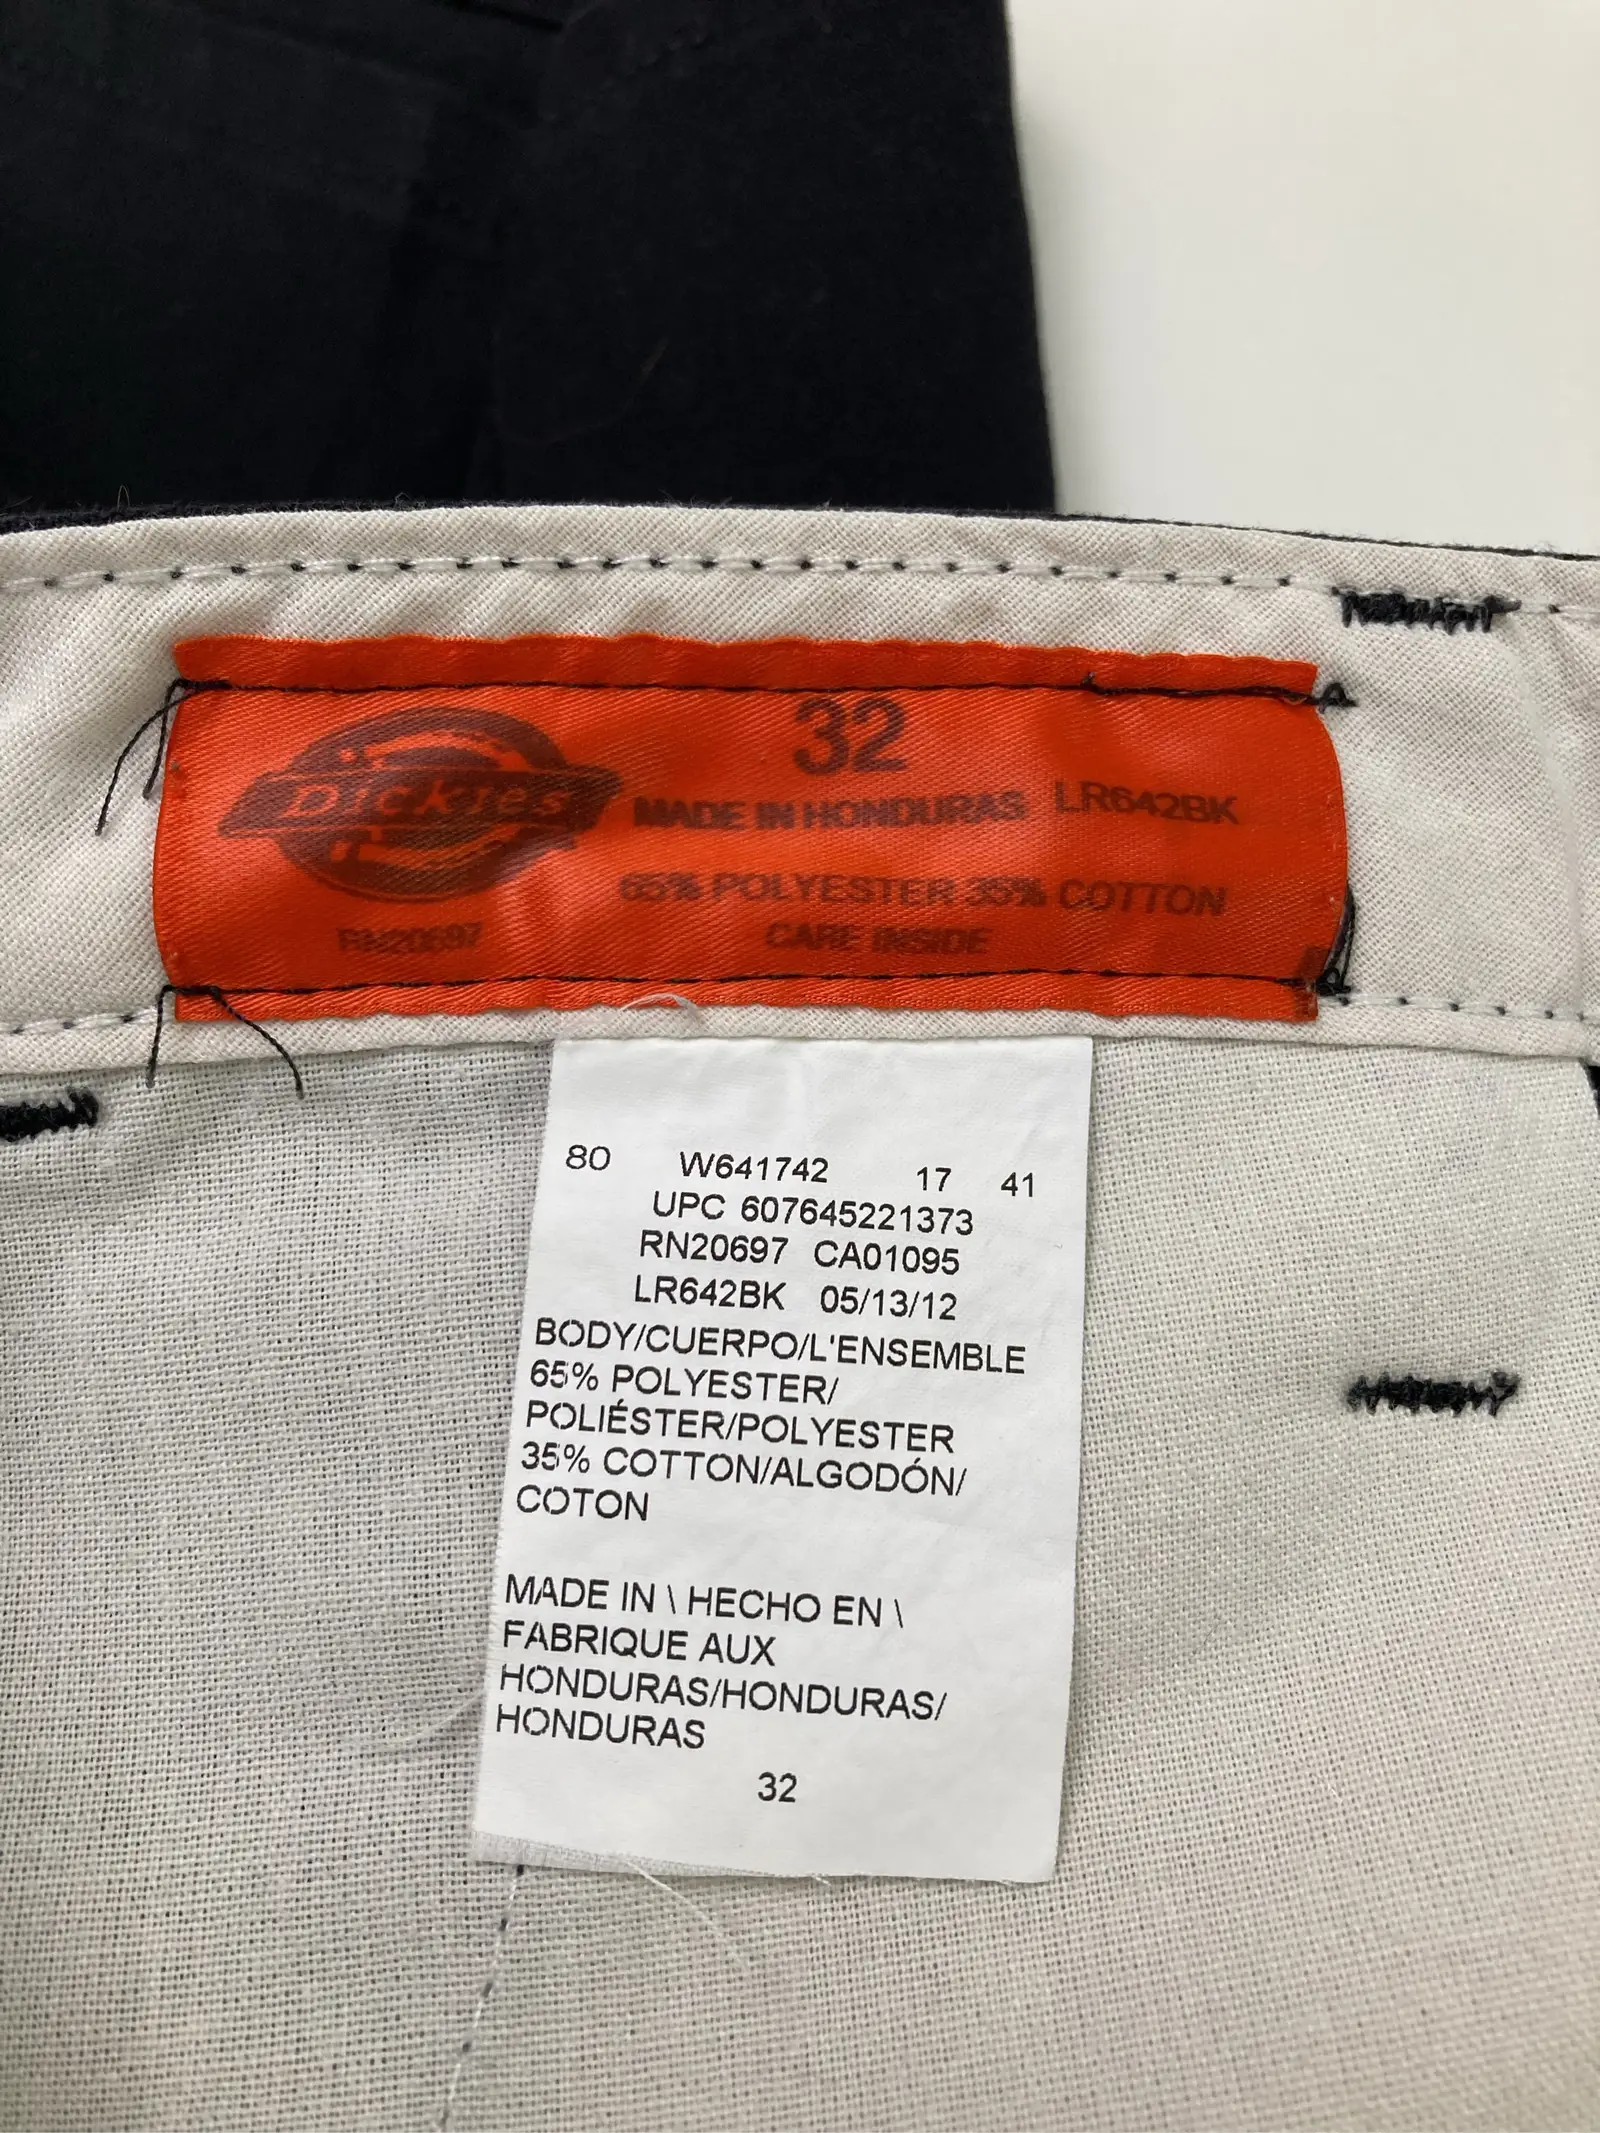 Dickies
32
MADE IN HONDURAS LR642BK
65% POLYESTER 35% COTTON
RN20697 CARE INSIDE
80 W641742 17 41
UPC 607645221373
RN20697 CA01095
LR642BK 05/13/12
BODY/CUERPO/L'ENSEMBLE
65% POLYESTER/
POLIÉSTER/POLYESTER
35% COTTON/ALGODÓN/
COTON
MADE IN \ HECHO EN \
FABRIQUE AUX
HONDURAS/HONDURAS/
HONDURAS
32